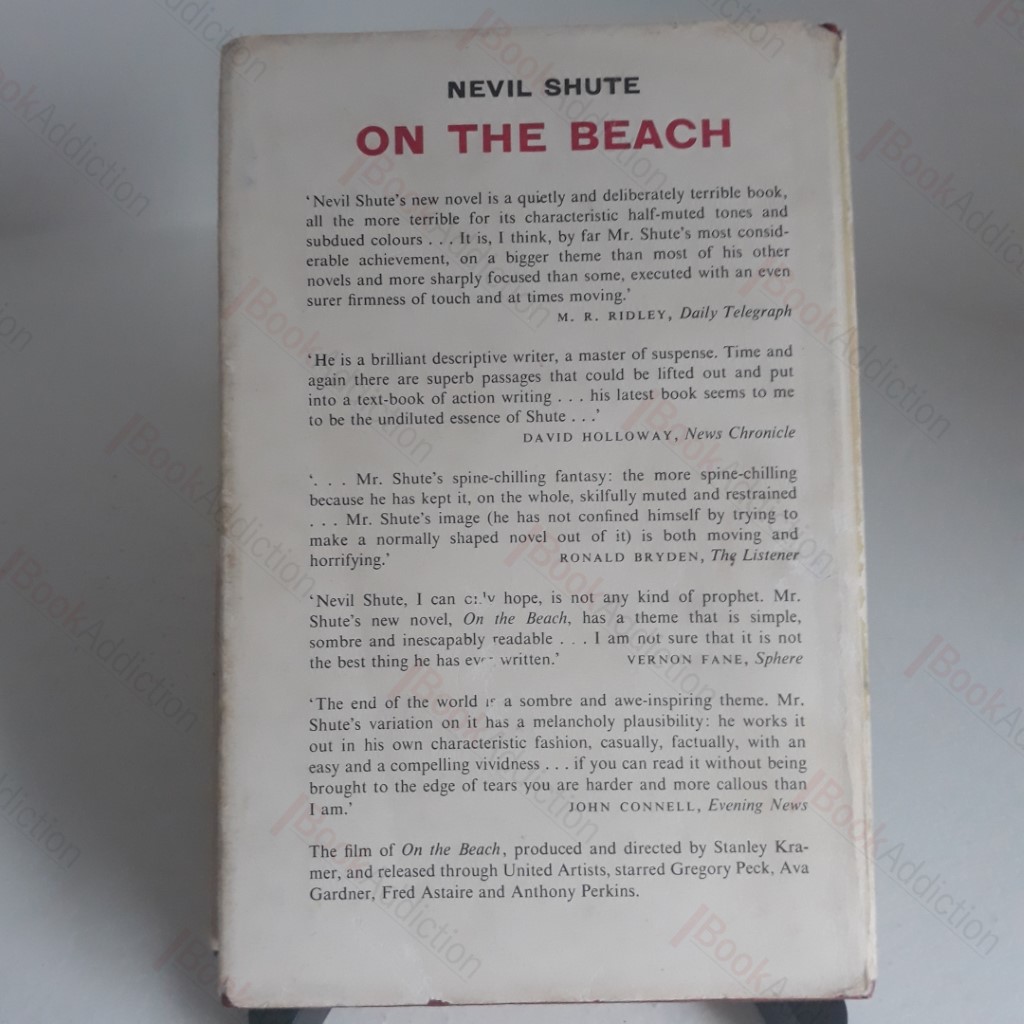 NEVIL SHUTE
ON THE BEACH
'Nevil Shute's new novel is a quietly and deliberately terrible book,
all the more terrible for its characteristic half-muted tones and
subdued colours . . . It is, I think, by far Mr. Shute's most consid-
erable achievement, on a bigger theme than most of his other
novels and more sharply focused than some, executed with an even
surer firmness of touch and at times moving.'
M. R. RIDLEY, Daily Telegraph
'He is a brilliant descriptive writer, a master of suspense. Time and
again there are superb passages that could be lifted out and put
into a text-book of action writing . . . his latest book seems to me
to be the undiluted essence of Shute . . .'
DAVID HOLLOWAY, News Chronicle
'. . . Mr. Shute's spine-chilling fantasy: the more spine-chilling
because he has kept it, on the whole, skilfully muted and restrained
. . . Mr. Shute's image (he has not confined himself by trying to
make a normally shaped novel out of it) is both moving and
horrifying.' RONALD BRYDEN, The Listener
'Nevil Shute, I can only hope, is not any kind of prophet. Mr.
Shute's new novel, On the Beach, has a theme that is simple,
sombre and inescapably readable . . . I am not sure that it is not
the best thing he has ever written.' VERNON FANE, Sphere
'The end of the world is a sombre and awe-inspiring theme. Mr.
Shute's variation on it has a melancholy plausibility: he works it
out in his own characteristic fashion, casually, factually, with an
easy and a compelling vividness . . . if you can read it without being
brought to the edge of tears you are harder and more callous than
I am.' JOHN CONNELL, Evening News
The film of On the Beach, produced and directed by Stanley Kra-
mer, and released through United Artists, starred Gregory Peck, Ava
Gardner, Fred Astaire and Anthony Perkins.
BookAddiction